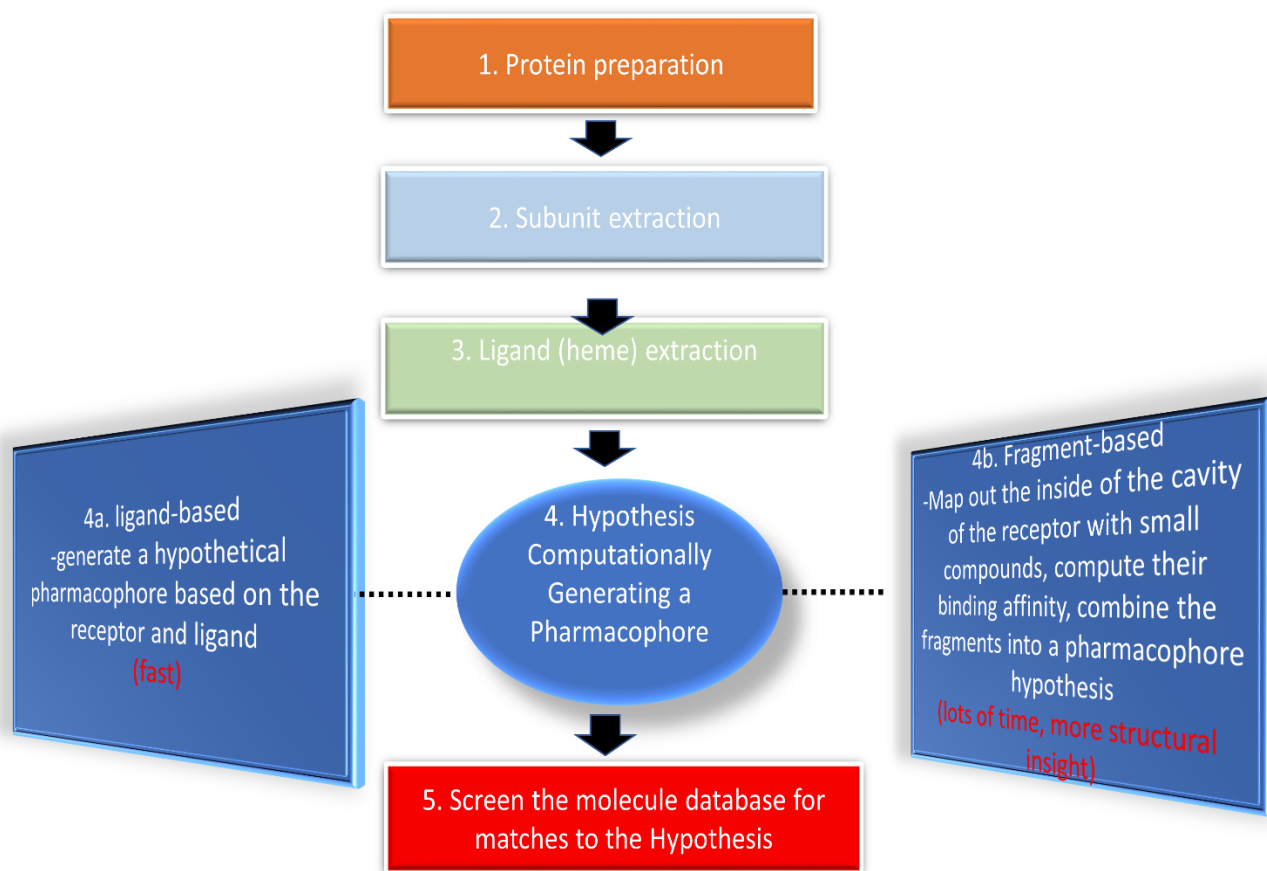 1. Protein preparation
2. Subunit extraction
3. Ligand (heme) extraction
4a. ligand-based
-generate a hypothetical
pharmacophore based on the
receptor and ligand
(fast)
4. Hypothesis
Computationally
Generating a
Pharmacophore
4b. Fragment-based
-Map out the inside of the cavity
of the receptor with small
compounds, compute their
binding affinity, combine the
fragments into a pharmacophore
hypothesis
(lots of time, more structural
insight)
5. Screen the molecule database for
matches to the Hypothesis